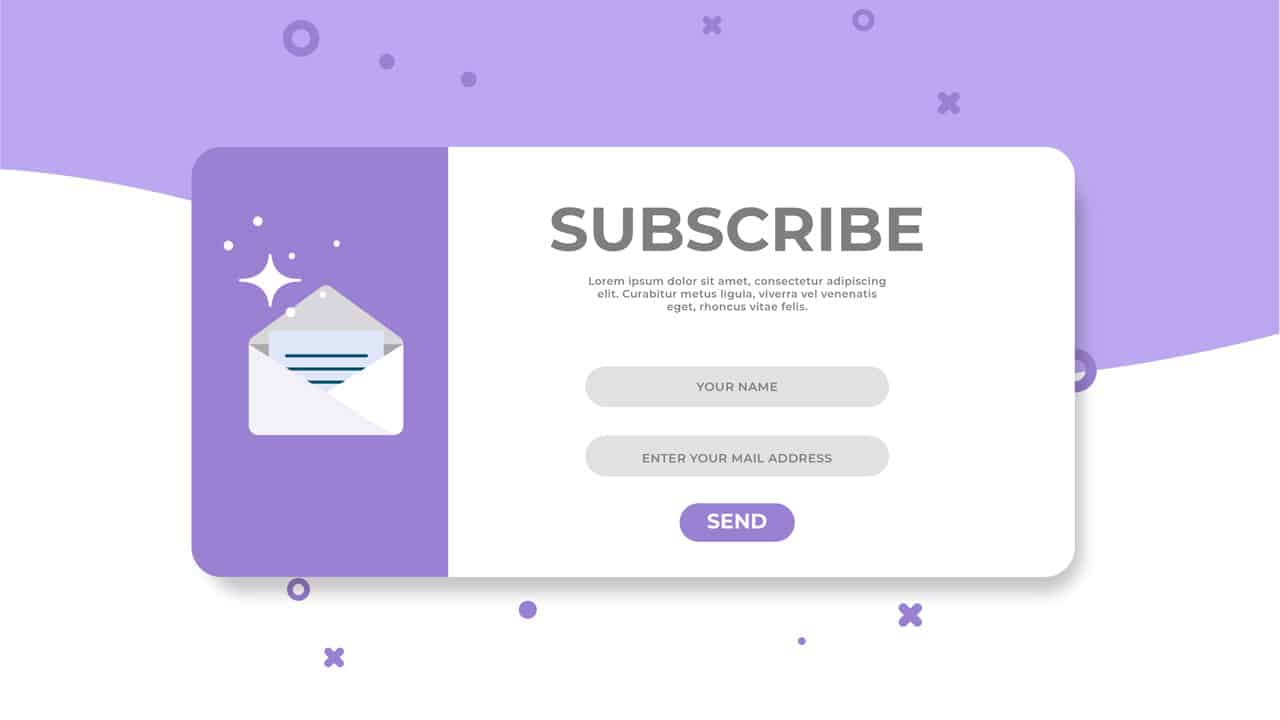 SUBSCRIBE
Lorem ipsum dolor sit amet, consectetur adipiscing
elit. Curabitur metus ligula, viverra vel venenatis
eget, rhoncus vitae felis.
YOUR NAME
ENTER YOUR MAIL ADDRESS
SEND